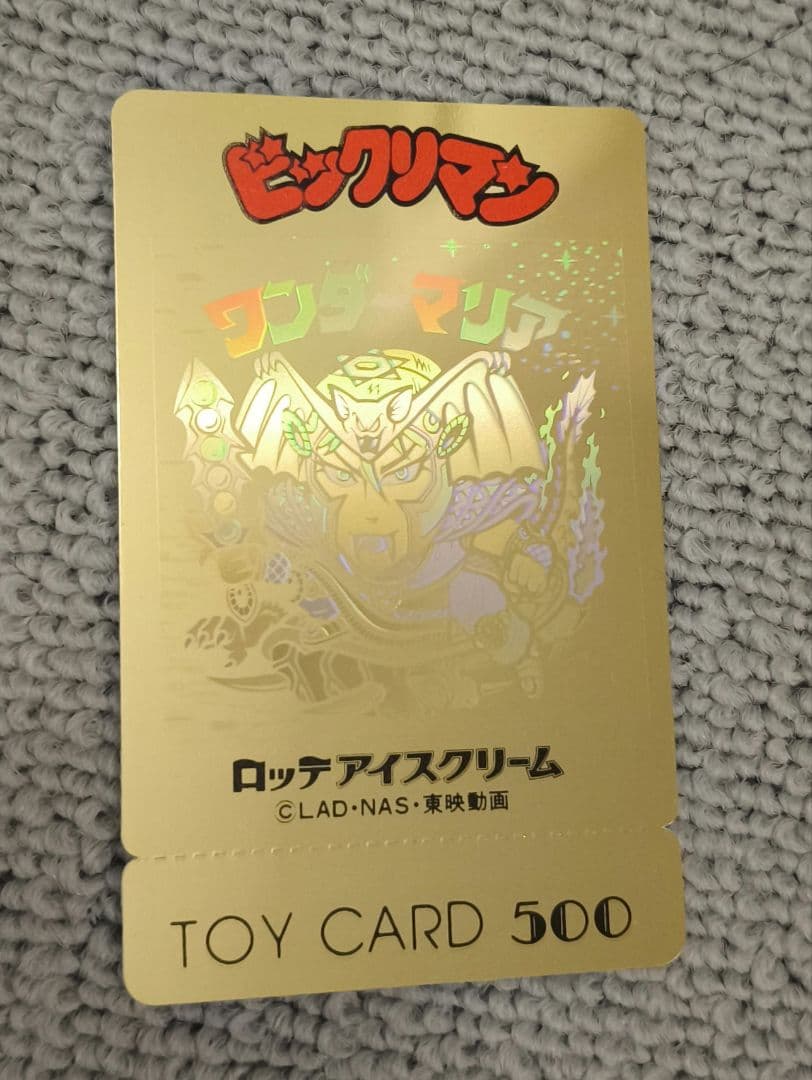 ビックリマン
ワンダーマリア
ロッテアイスクリーム
©LAD・NAS・東映動画
TOY CARD 500